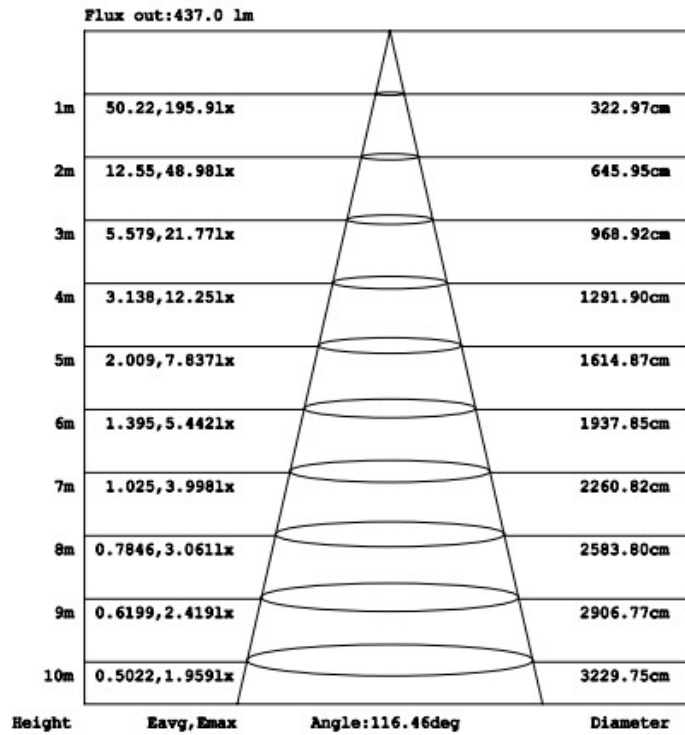 Flux out:437.0 lm
1m 50.22,195.9lx 322.97cm
2m 12.55,48.98lx 645.95cm
3m 5.579,21.77lx 968.92cm
4m 3.138,12.25lx 1291.90cm
5m 2.009,7.837lx 1614.87cm
6m 1.395,5.442lx 1937.85cm
7m 1.025,3.998lx 2260.82cm
8m 0.7846,3.061lx 2583.80cm
9m 0.6199,2.419lx 2906.77cm
10m 0.5022,1.959lx 3229.75cm
Height Eavg,Emax Angle:116.46deg Diameter